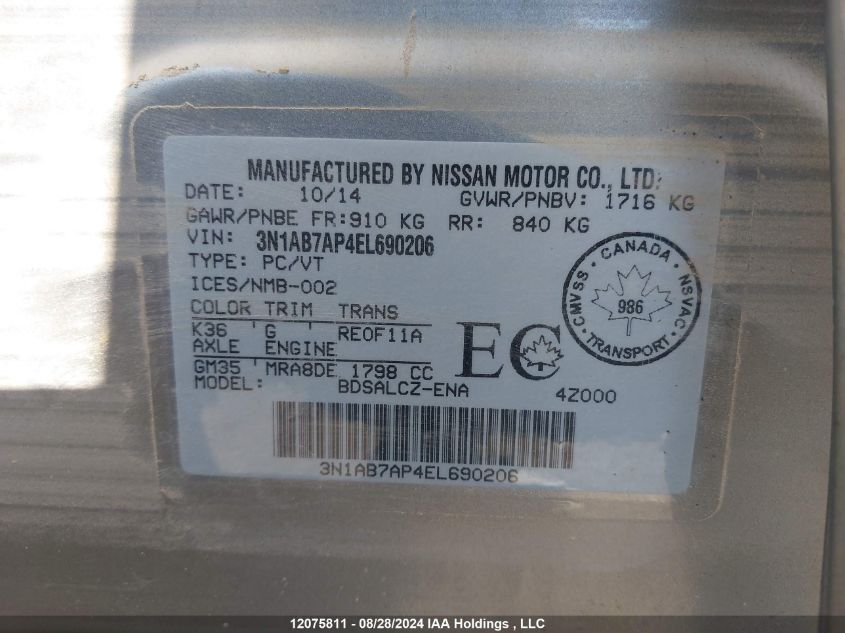 MANUFACTURED BY NISSAN MOTOR CO., LTD.
DATE: 10/14 GVWR/PNBV: 1716 KG
GAWR/PNBE FR:910 KG RR: 840 KG
VIN: 3N1AB7AP4EL690206
TYPE: PC/VT
ICES/NMB-002
COLOR TRIM TRANS
K36 ' G ' RE0F11A
AXLE ENGINE
GM35 ' MRA8DE 1798 CC
MODEL: BDSALCZ-ENA
4Z000
EC
CANADA
CMVSS
NSVAC
986
TRANSPORT
3N1AB7AP4EL690206
12075811 - 08/28/2024 IAA Holdings , LLC